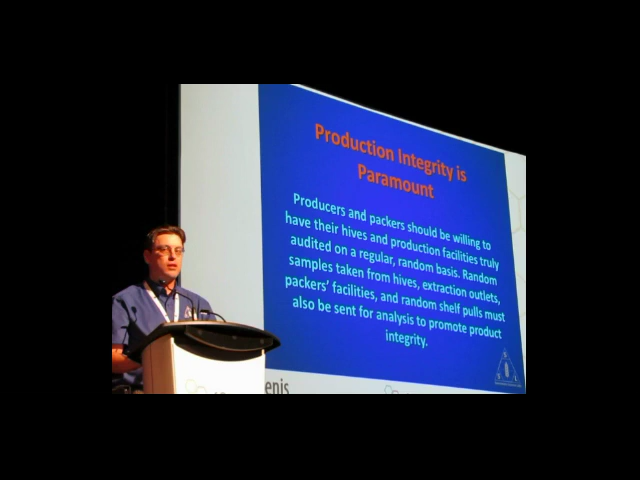 Production Integrity is
Paramount
Producers and packers should be willing to
have their hives and production facilities truly
audited on a regular, random basis. Random
samples taken from hives, extraction outlets,
packers' facilities, and random shelf pulls must
also be sent for analysis to promote product
integrity.
enis